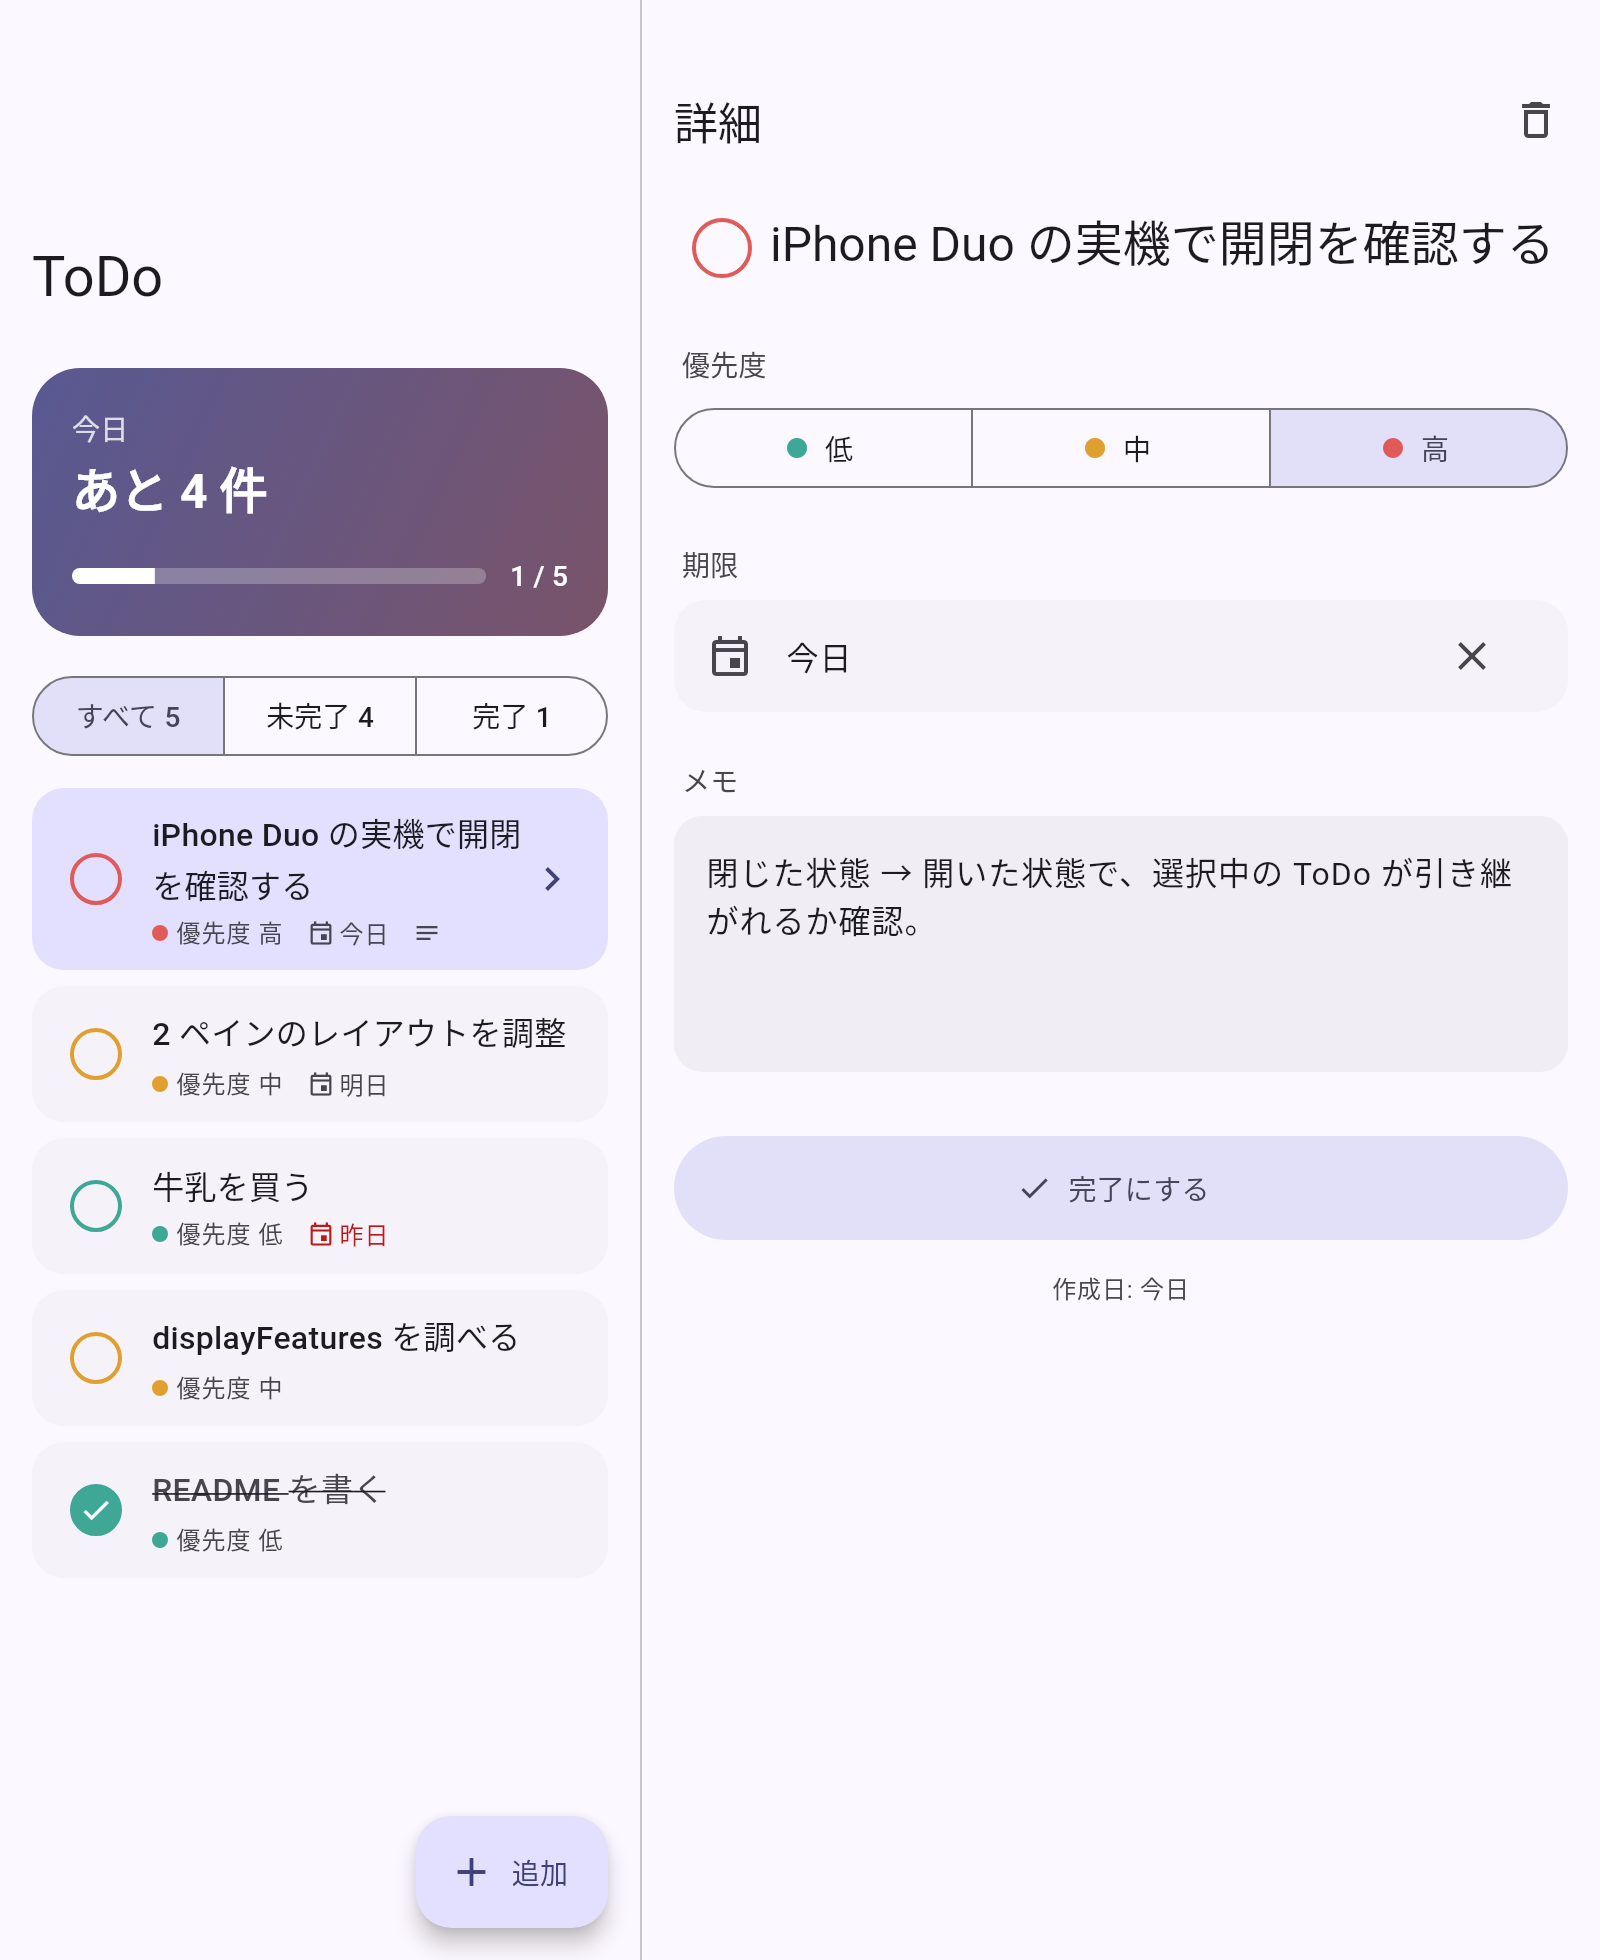 ToDo
今日
あと 4 件
1 / 5
すべて 5
未完了 4
完了 1
iPhone Duo の実機で開閉
を確認する
優先度 高 今日
2 ペインのレイアウトを調整
優先度 中 明日
牛乳を買う
優先度 低 昨日
displayFeatures を調べる
優先度 中
README を書く
優先度 低
追加
詳細
iPhone Duo の実機で開閉を確認する
優先度
低
中
高
期限
今日
メモ
閉じた状態 → 開いた状態で、選択中の ToDo が引き継
がれるか確認。
完了にする
作成日: 今日